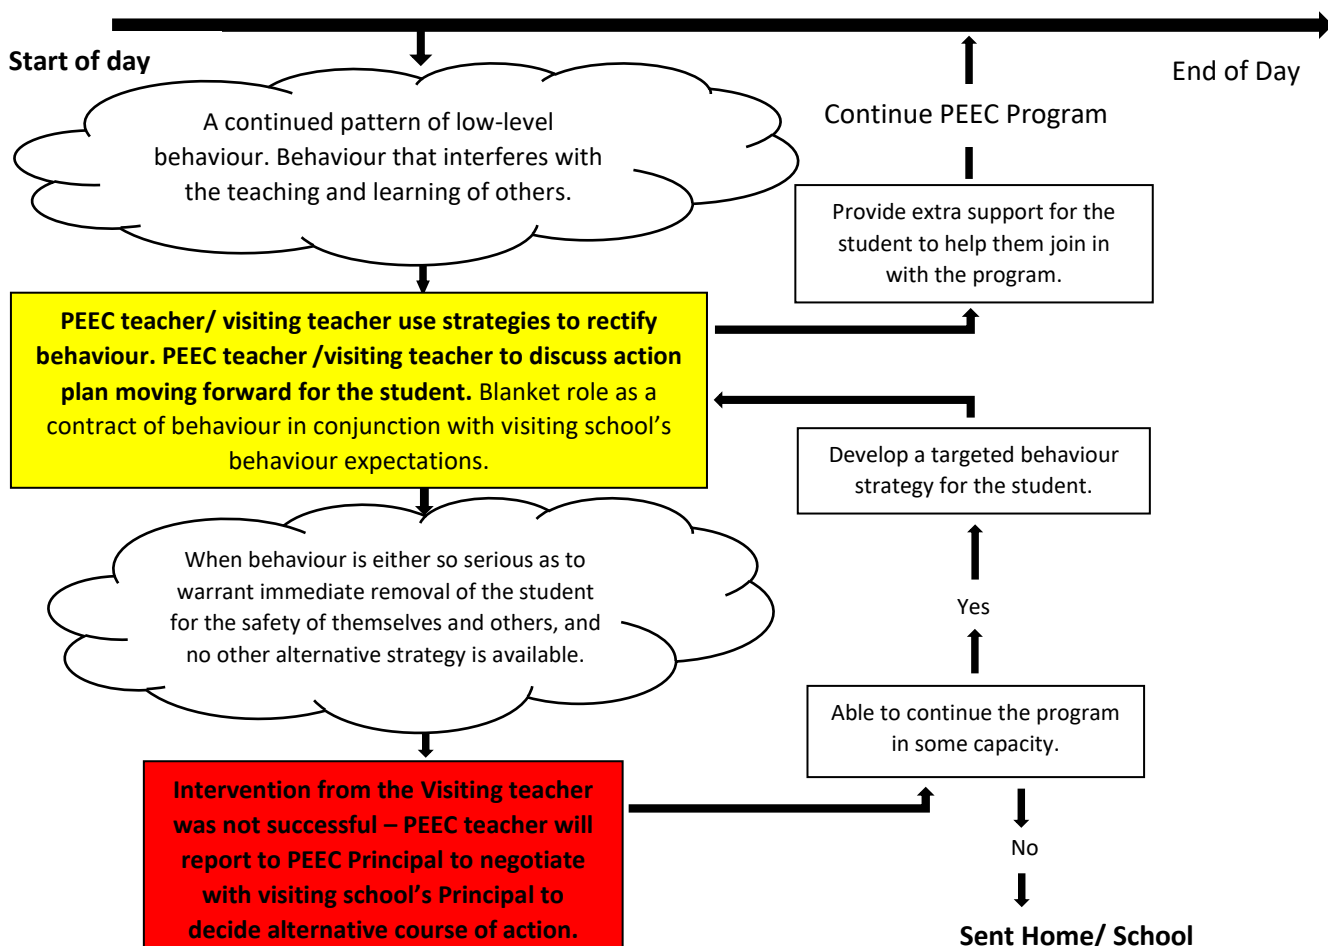 Start of day
End of Day
A continued pattern of low-level
behaviour. Behaviour that interferes with
the teaching and learning of others.
Continue PEEC Program
Provide extra support for the
student to help them join in
with the program.
PEEC teacher/ visiting teacher use strategies to rectify
behaviour. PEEC teacher /visiting teacher to discuss action
plan moving forward for the student. Blanket role as a
contract of behaviour in conjunction with visiting school’s
behaviour expectations.
Develop a targeted behaviour
strategy for the student.
When behaviour is either so serious as to
warrant immediate removal of the student
for the safety of themselves and others, and
no other alternative strategy is available.
Yes
Able to continue the program
in some capacity.
Intervention from the Visiting teacher
was not successful – PEEC teacher will
report to PEEC Principal to negotiate
with visiting school’s Principal to
decide alternative course of action.
No
Sent Home/ School